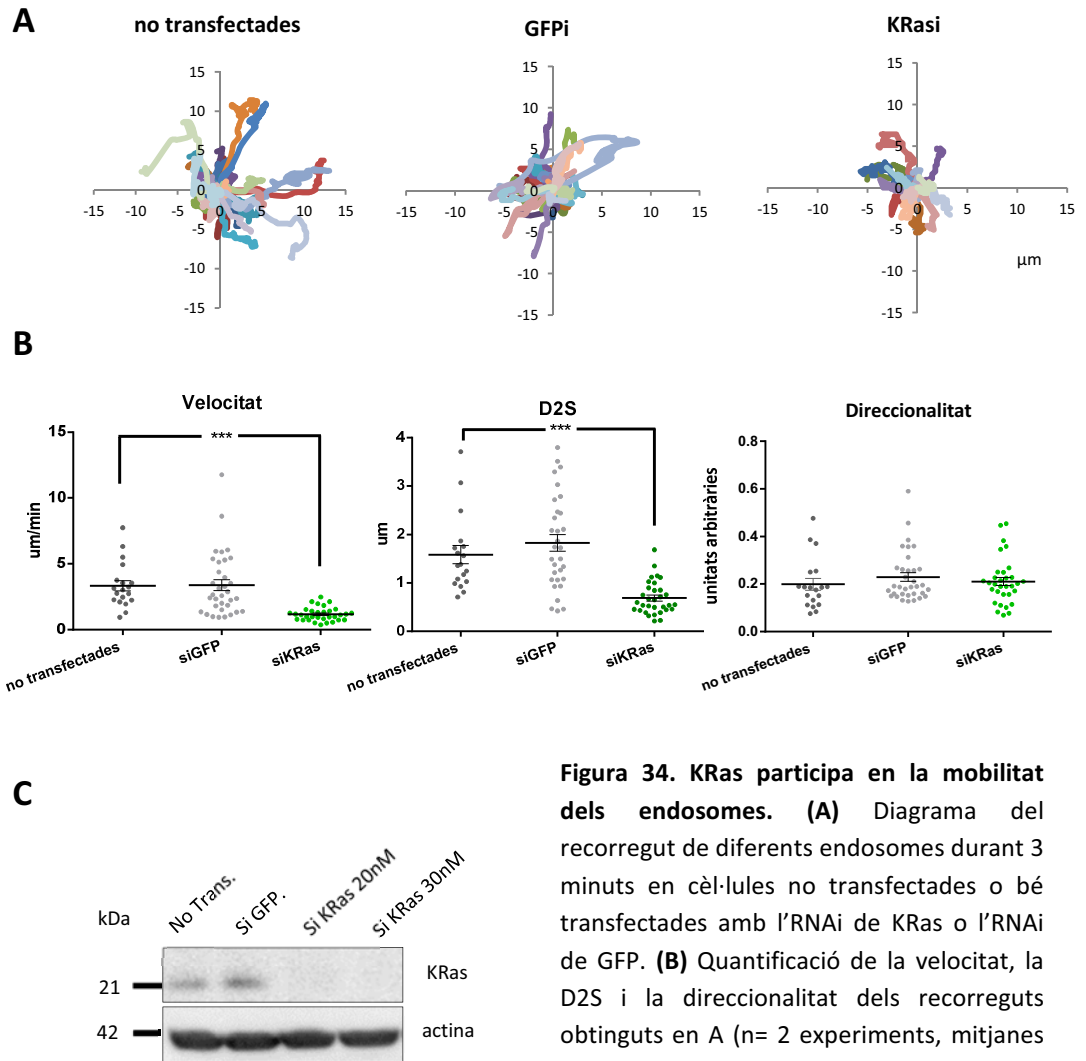 A
no transfectades
GFPi
KRasi
15
10
5
0
-5
-10
-15
-15 -10 -5 0 5 10 15
15
10
5
0
-5
-10
-15
-15 -10 -5 0 5 10 15
15
10
5
0
-5
-10
-15
-15 -10 -5 0 5 10 15
µm
B
Velocitat
***
um/min
15
10
5
0
no transfectades
siGFP
siKRas
D2S
***
um
4
3
2
1
0
no transfectades
siGFP
siKRas
Direccionalitat
unitats arbitràries
0.8
0.6
0.4
0.2
0.0
no transfectades
siGFP
siKRas
C
kDa
No Trans.
Si GFP.
Si KRas 20nM
Si KRas 30nM
21
KRas
42
actina
Figura 34. KRas participa en la mobilitat
dels endosomes. (A) Diagrama del
recorregut de diferents endosomes durant 3
minuts en cèl·lules no transfectades o bé
transfectades amb l’RNAi de KRas o l’RNAi
de GFP. (B) Quantificació de la velocitat, la
D2S i la direccionalitat dels recorreguts
obtinguts en A (n= 2 experiments, mitjanes